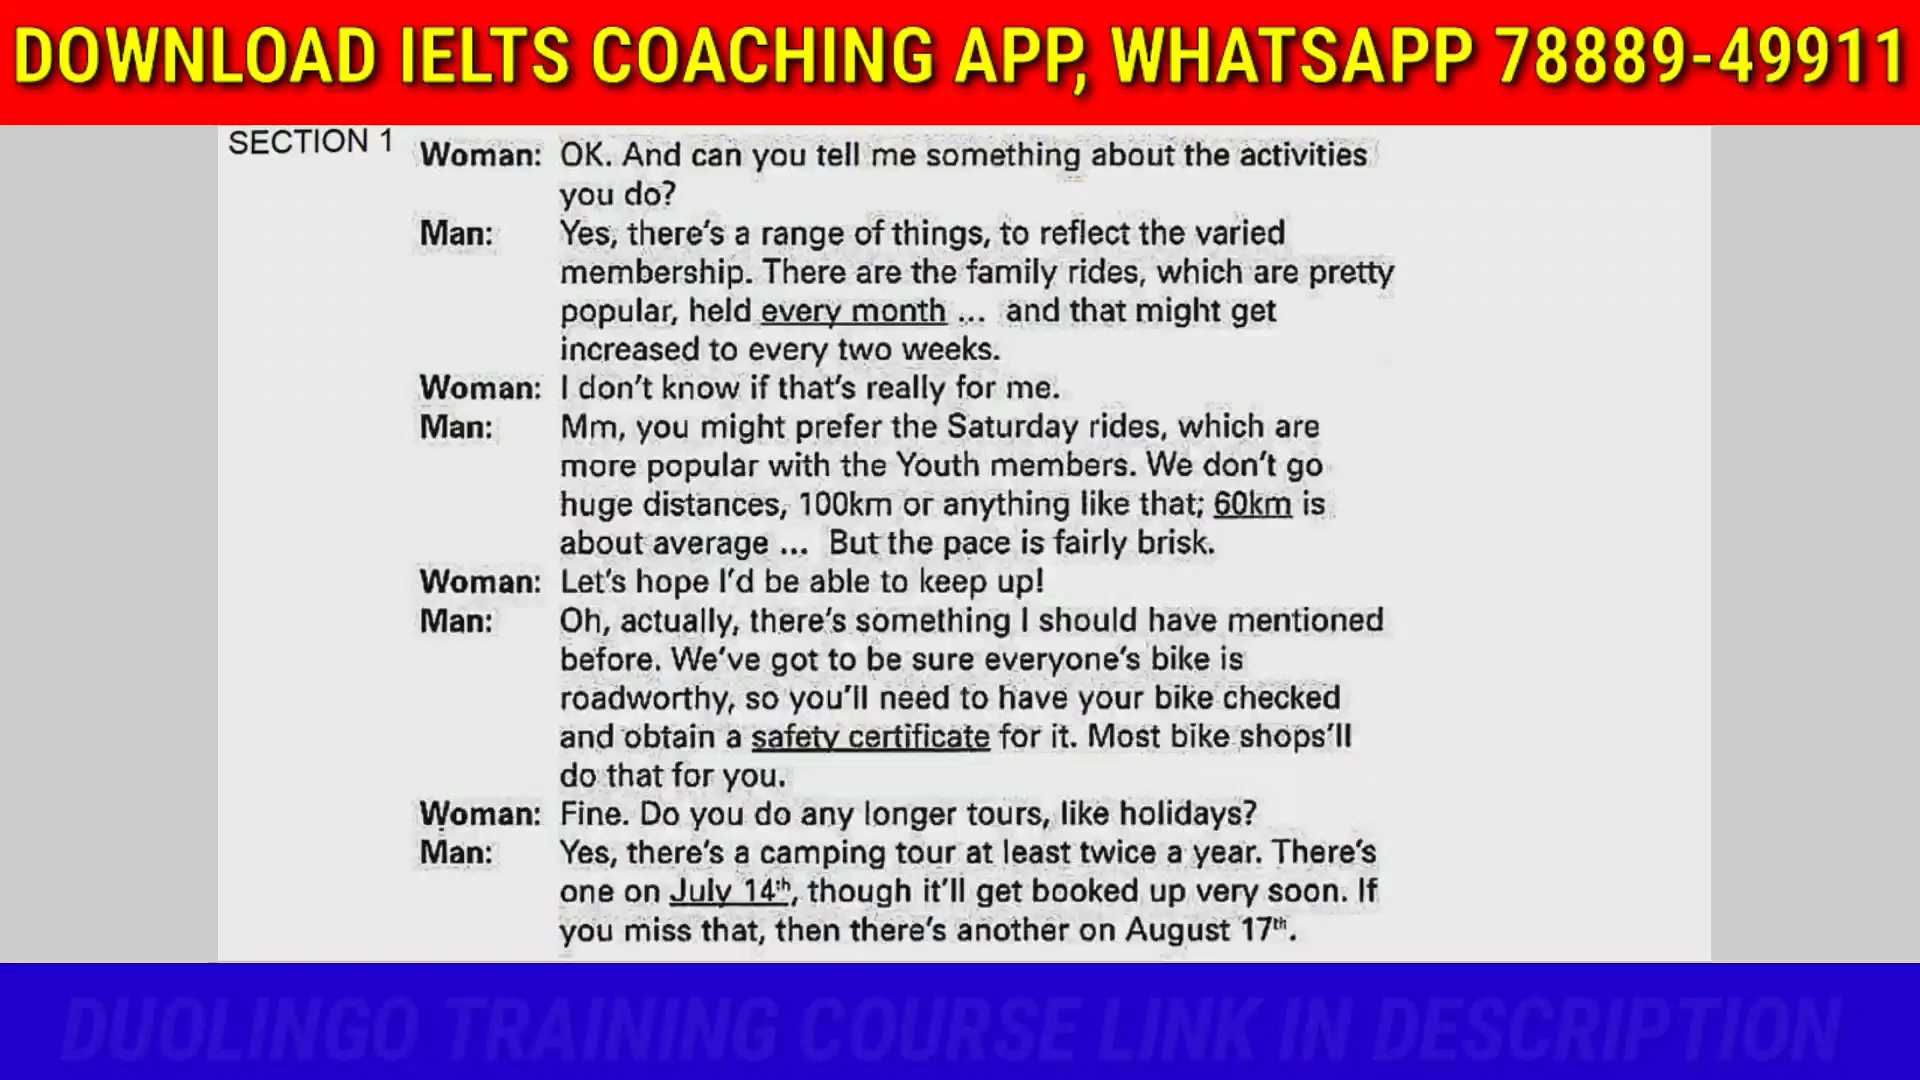 DOWNLOAD IELTS COACHING APP, WHATSAPP 78889-49911
SECTION 1
Woman: OK. And can you tell me something about the activities
you do?
Man: Yes, there's a range of things, to reflect the varied
membership. There are the family rides, which are pretty
popular, held every month ... and that might get
increased to every two weeks.
Woman: I don't know if that's really for me.
Man: Mm, you might prefer the Saturday rides, which are
more popular with the Youth members. We don't go
huge distances, 100km or anything like that; 60km is
about average ... But the pace is fairly brisk.
Woman: Let's hope I'd be able to keep up!
Man: Oh, actually, there's something I should have mentioned
before. We've got to be sure everyone's bike is
roadworthy, so you'll need to have your bike checked
and obtain a safety certificate for it. Most bike shops'll
do that for you.
Woman: Fine. Do you do any longer tours, like holidays?
Man: Yes, there's a camping tour at least twice a year. There's
one on July 14th, though it'll get booked up very soon. If
you miss that, then there's another on August 17th.
DUOLINGO TRAINING COURSE LINK IN DESCRIPTION